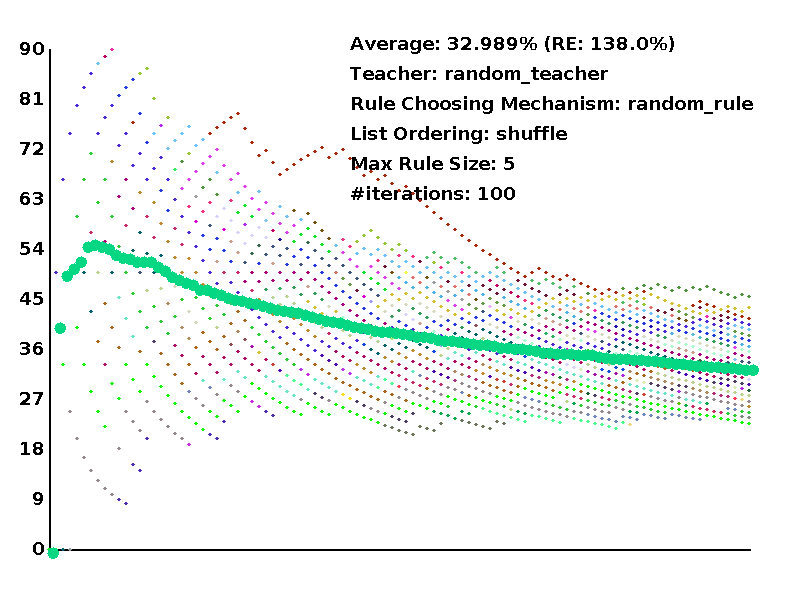 90
81
72
63
54
45
36
27
18
9
0
Average: 32.989% (RE: 138.0%)
Teacher: random_teacher
Rule Choosing Mechanism: random_rule
List Ordering: shuffle
Max Rule Size: 5
#iterations: 100